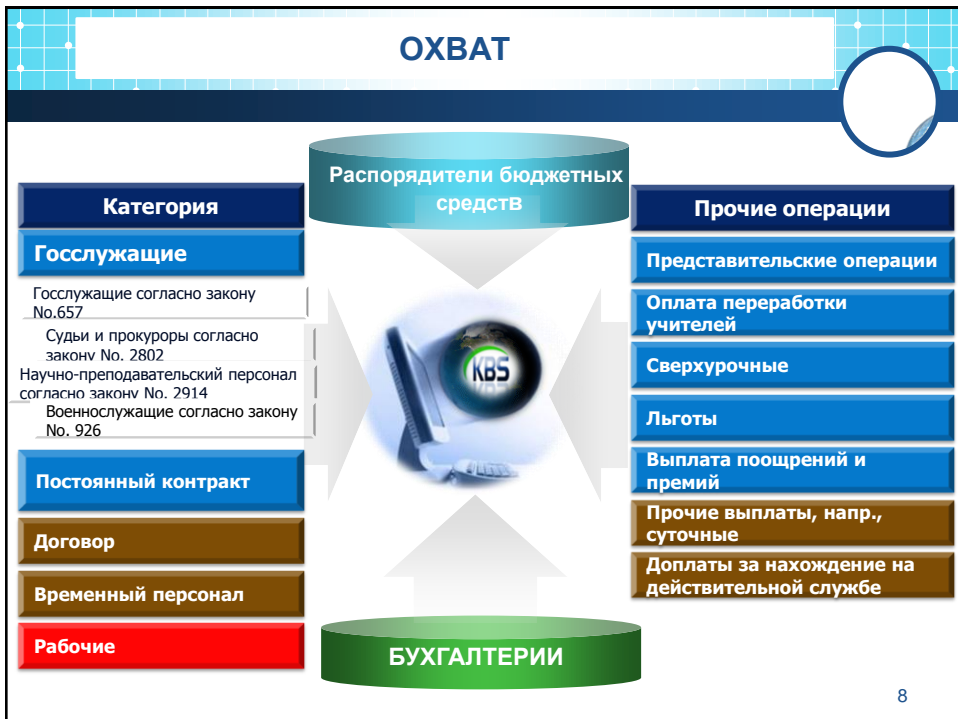 ОХВАТ
Распорядители бюджетных
средств
Категория
Госслужащие
Госслужащие согласно закону
No.657
Судьи и прокуроры согласно
закону No. 2802
Научно-преподавательский персонал
согласно закону No. 2914
Военнослужащие согласно закону
No. 926
Постоянный контракт
Договор
Временный персонал
Рабочие
KBS
БУХГАЛТЕРИИ
Прочие операции
Представительские операции
Оплата переработки
учителей
Сверхурочные
Льготы
Выплата поощрений и
премий
Прочие выплаты, напр.,
суточные
Доплаты за нахождение на
действительной службе
8